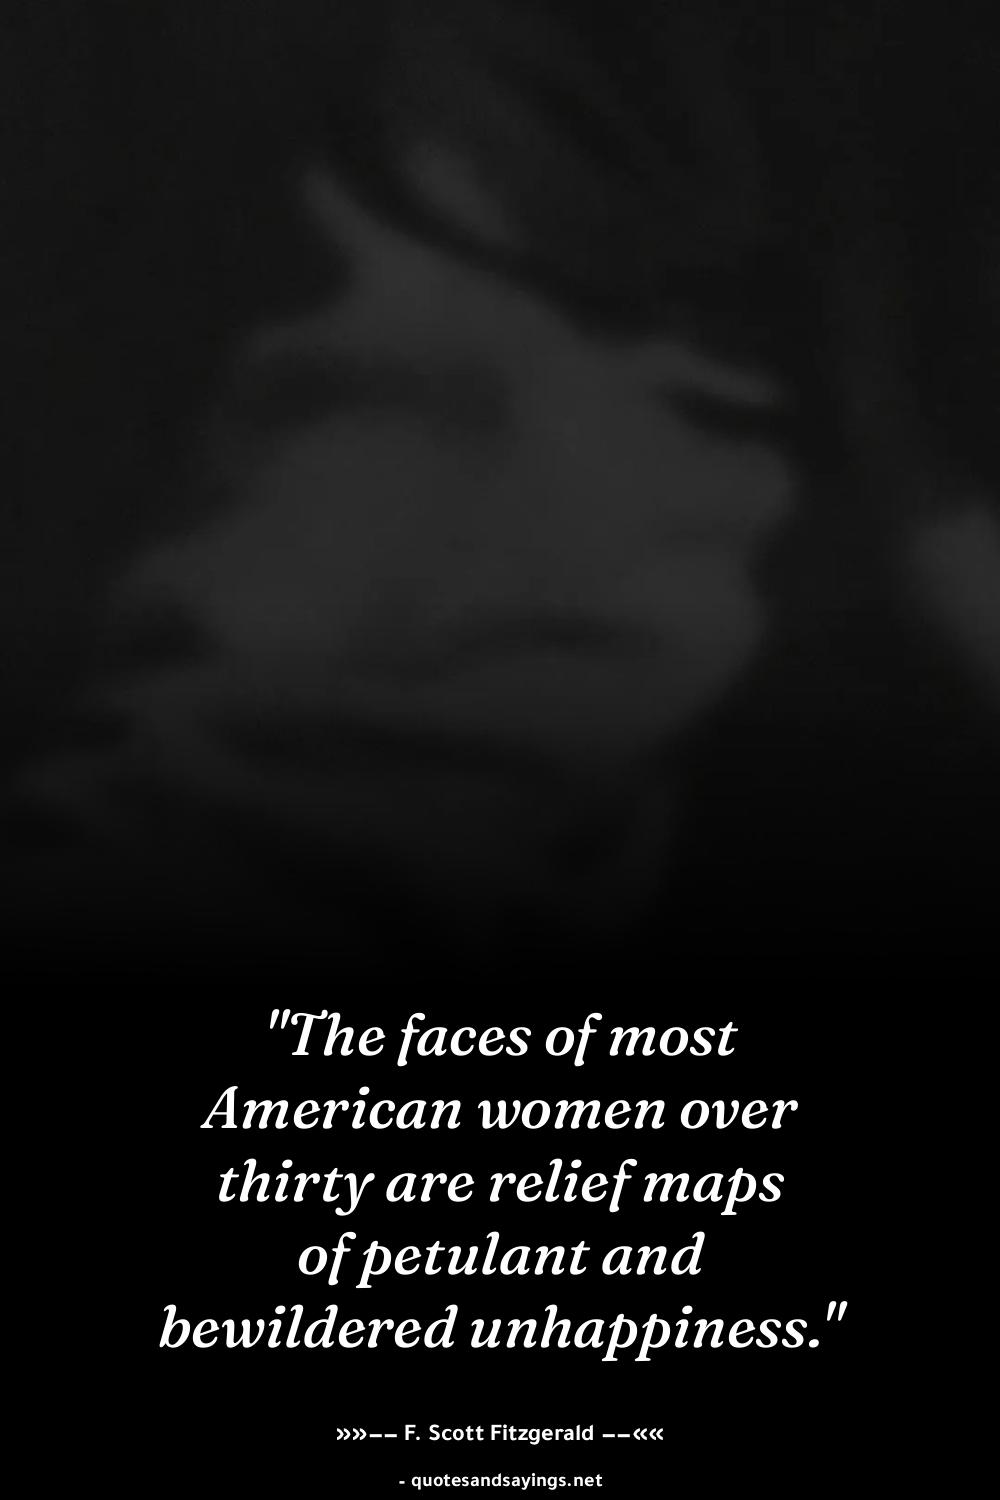 "The faces of most
American women over
thirty are relief maps
of petulant and
bewildered unhappiness."
»»−− F. Scott Fitzgerald −−««
- quotesandsayings.net